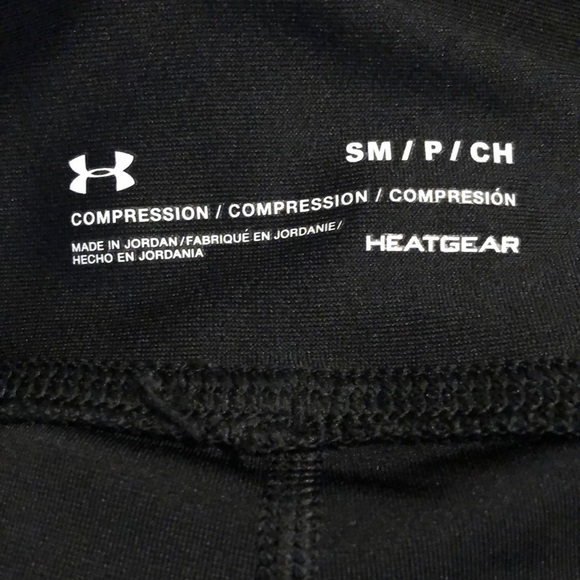 SM / P / CH
COMPRESSION / COMPRESSION / COMPRESIÓN
MADE IN JORDAN / FABRIQUÉ EN JORDANIE /
HECHO EN JORDANIA
HEATGEAR